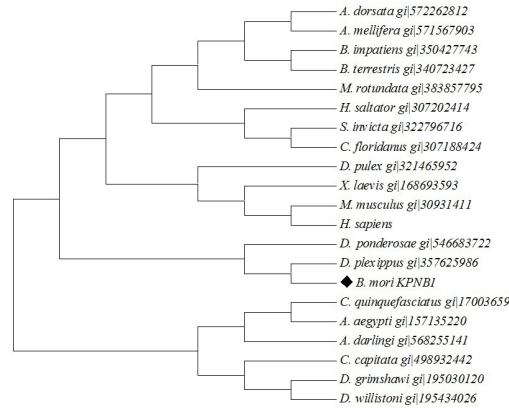 A. dorsata gi|572262812
A. mellifera gi|571567903
B. impatiens gi|350427743
B. terrestris gi|340723427
M. rotundata gi|383857795
H. saltator gi|307202414
S. invicta gi|322796716
C. floridanus gi|307188424
D. pulex gi|321465952
X. laevis gi|168693593
M. musculus gi|30931411
H. sapiens
D. ponderosae gi|546683722
D. plexippus gi|357625986
B. mori KPNB1
C. quinquefasciatus gi|17003659
A. aegypti gi|157135220
A. darlingi gi|568255141
C. capitata gi|498932442
D. grimshawi gi|195030120
D. willistoni gi|195434026